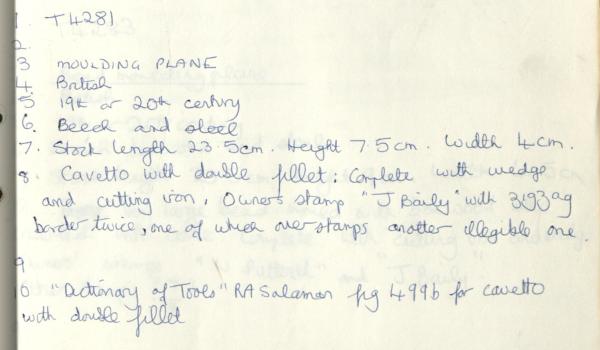 1. T4281
2.
3 MOULDING PLANE
4. British
5 19th or 20th century
6. Beech and steel
7. Stock length 23.5cm. Height 7.5cm. Width 4cm.
8. Cavetto with double fillet. Complete with wedge
and cutting iron. Owners stamp "J Baily" with zigzag
border twice, one of which overstamps another illegible one.
9
10 "Dictionary of Tools" RA Salaman fig 499b for cavetto
with double fillet